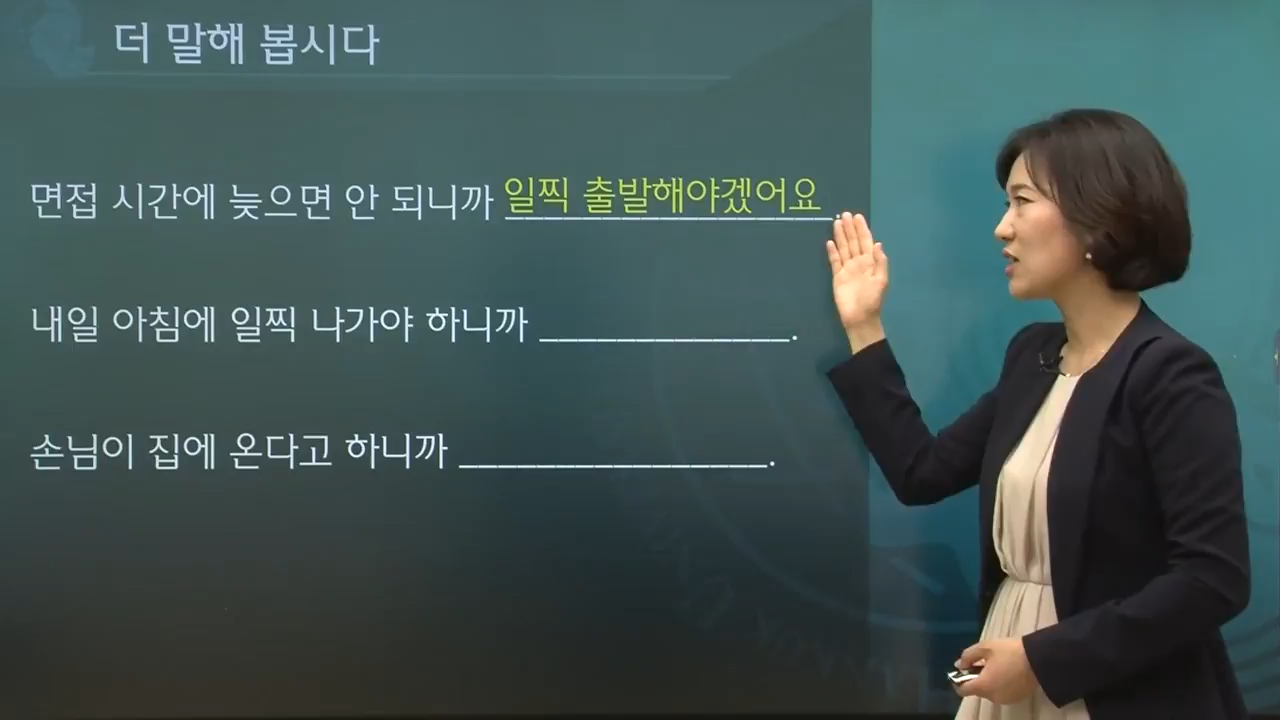 더 말해 봅시다
면접 시간에 늦으면 안 되니까 일찍 출발해야겠어요.
내일 아침에 일찍 나가야 하니까 _____________.
손님이 집에 온다고 하니까 ________________.